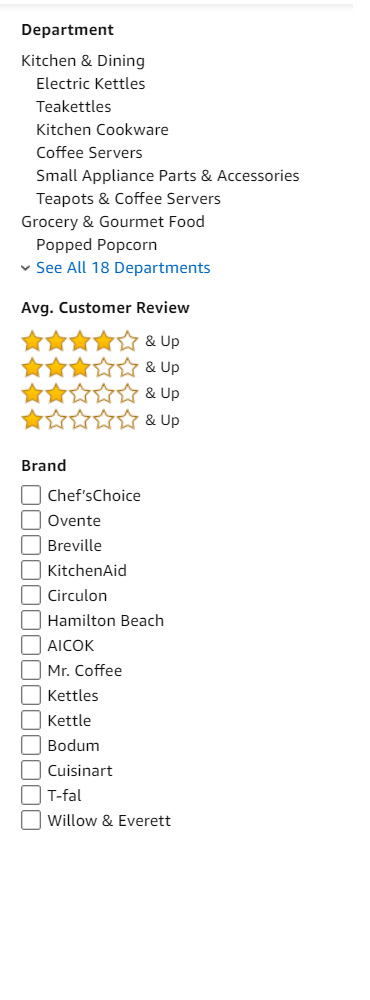 Department
Kitchen & Dining
Electric Kettles
Teakettles
Kitchen Cookware
Coffee Servers
Small Appliance Parts & Accessories
Teapots & Coffee Servers
Grocery & Gourmet Food
Popped Popcorn
See All 18 Departments
Avg. Customer Review
& Up
& Up
& Up
& Up
Brand
Chef'sChoice
Ovente
Breville
KitchenAid
Circulon
Hamilton Beach
AICOK
Mr. Coffee
Kettles
Kettle
Bodum
Cuisinart
T-fal
Willow & Everett